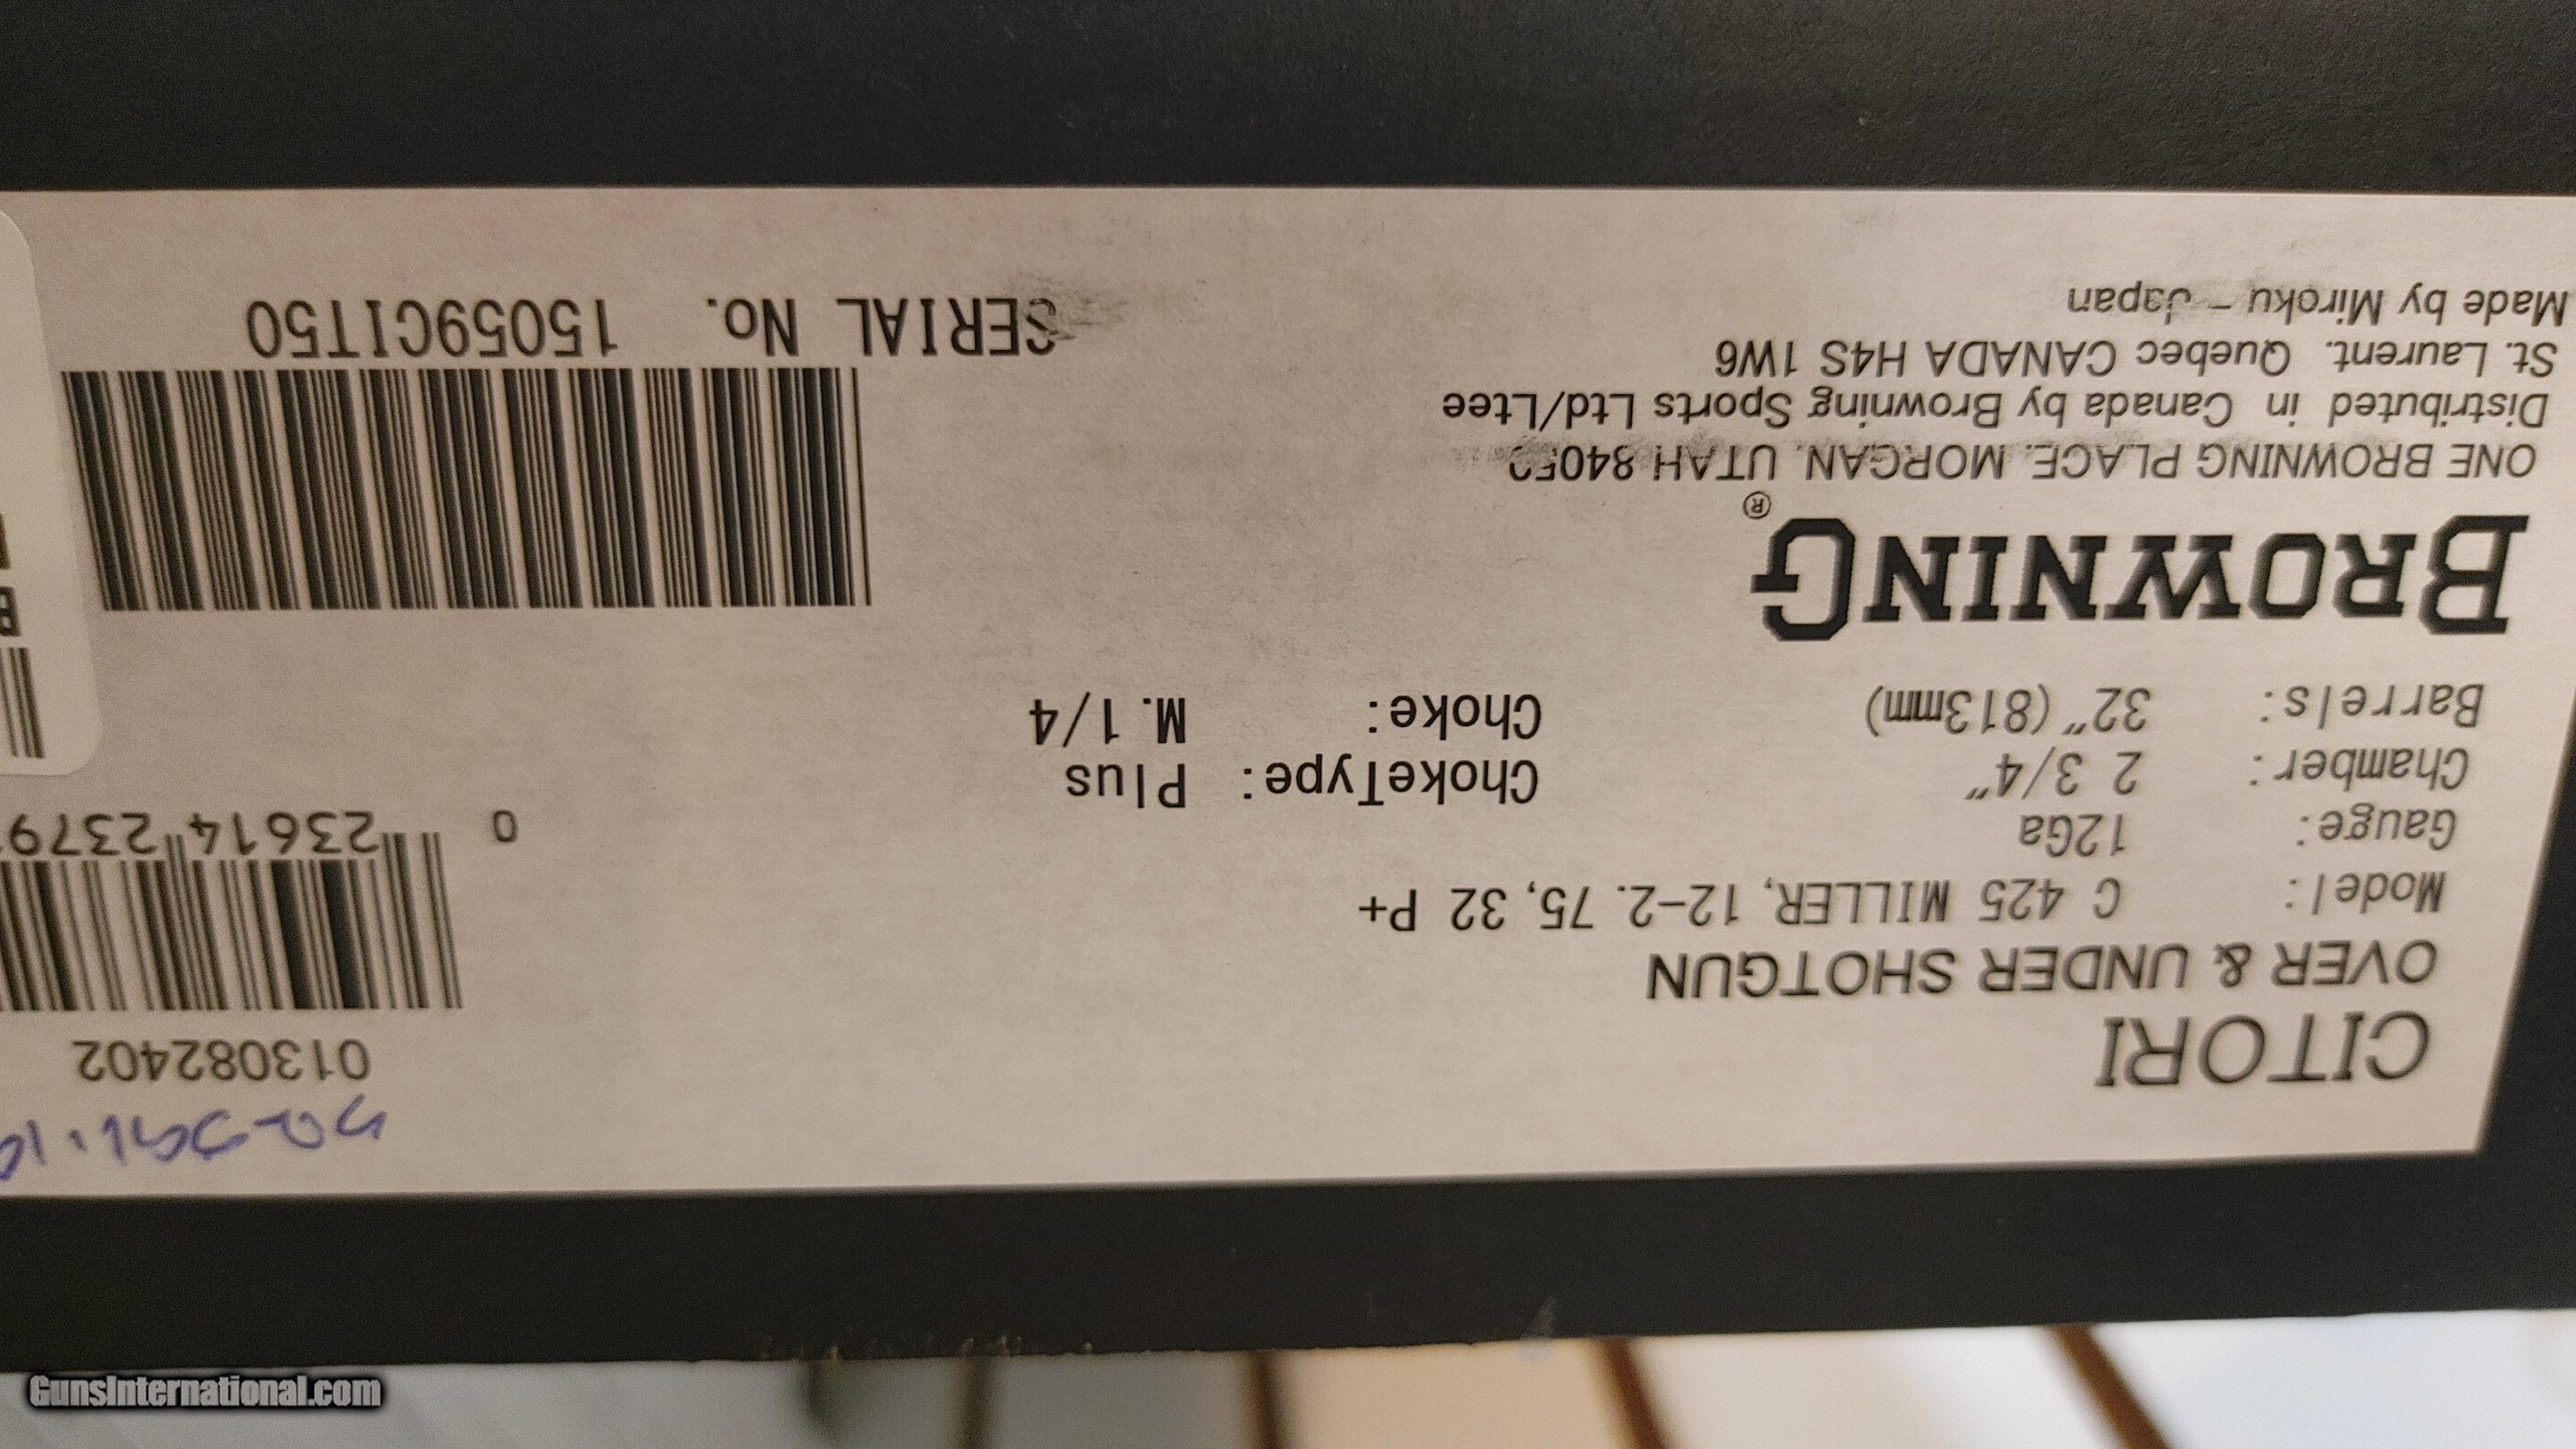 CITORI
OVER & UNDER SHOTGUN
Model: C 425 MILLER, 12-2.75, 32 P+
Gauge: 12Ga
Chamber: 2 3/4"
Barrels: 32" (813mm)
ChokeType: Plus
Choke: M.1/4
BROWNING®
ONE BROWNING PLACE. MORGAN. UTAH
Distributed in Canada by Browning Sports Ltd/Ltee
St. Laurent. Quebec CANADA H4S 1W6
Made by Miroku - Japan
013082402
0 23614 2379
SERIAL No. 15059CIT50
GunsInternational.com